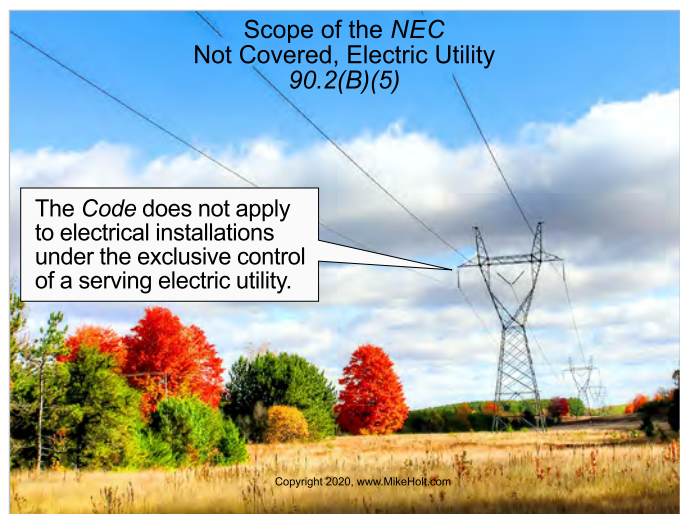 Scope of the NEC
Not Covered, Electric Utility
90.2(B)(5)
The Code does not apply
to electrical installations
under the exclusive control
of a serving electric utility.
Copyright 2020, www.MikeHolt.com